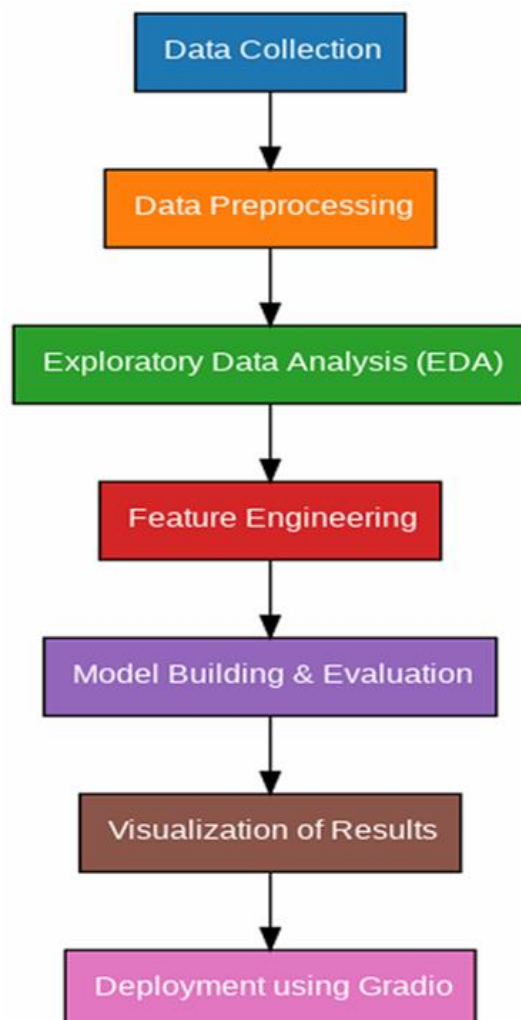 Data Collection
Data Preprocessing
Exploratory Data Analysis (EDA)
Feature Engineering
Model Building & Evaluation
Visualization of Results
Deployment using Gradio